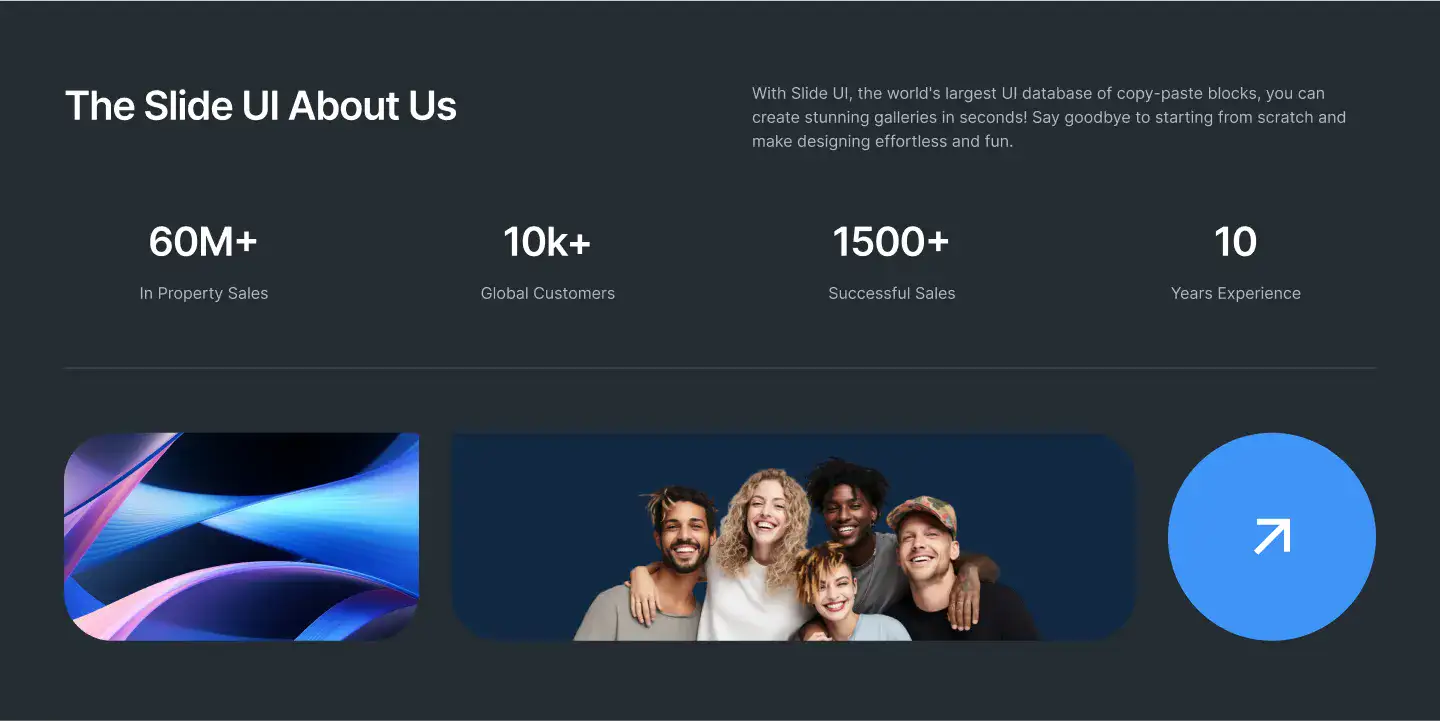 The Slide UI About Us
With Slide UI, the world's largest UI database of copy-paste blocks, you can
create stunning galleries in seconds! Say goodbye to starting from scratch and
make designing effortless and fun.
60M+
In Property Sales
10k+
Global Customers
1500+
Successful Sales
10
Years Experience